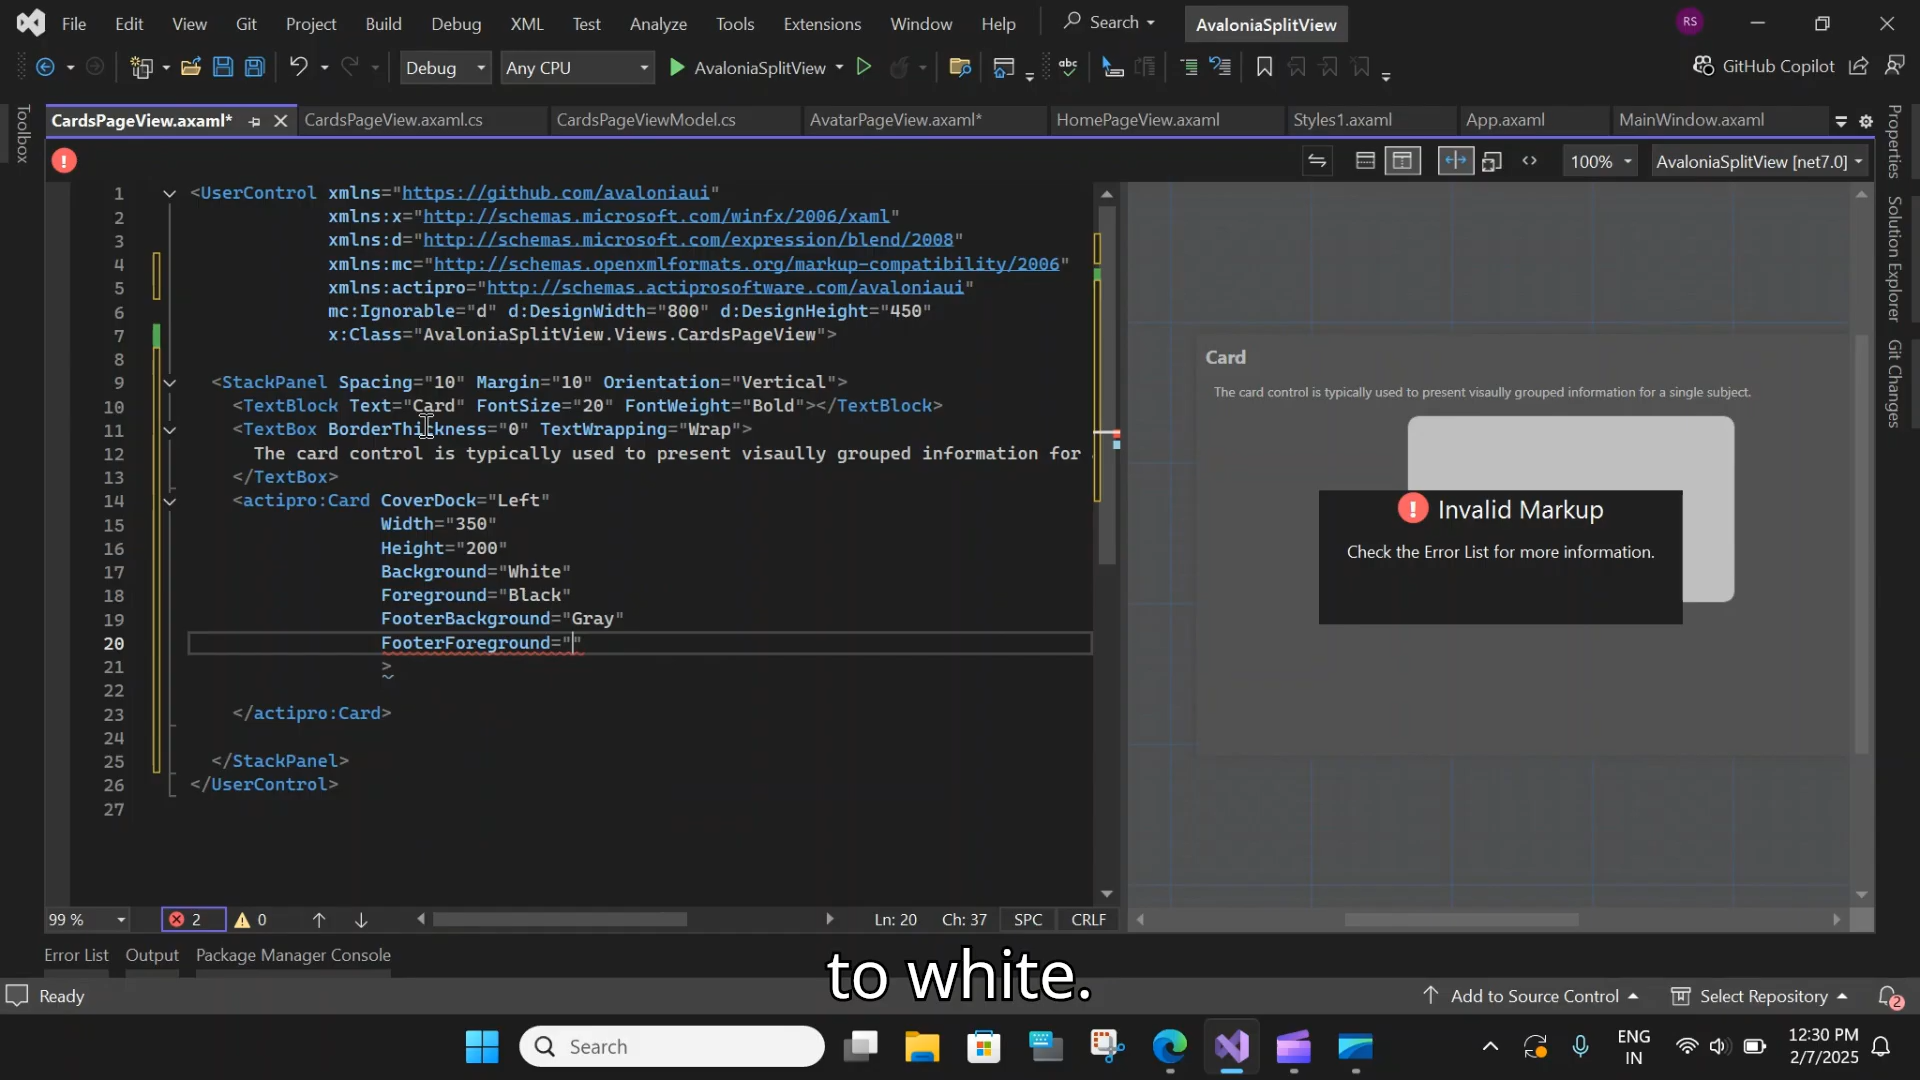 File Edit View Git Project Build Debug XML Test Analyze Tools Extensions Window Help Search AvaloniaSplitView RS
Debug Any CPU AvaloniaSplitView abc GitHub Copilot
CardsPageView.axaml* CardsPageView.axaml.cs CardsPageViewModel.cs AvatarPageView.axaml* HomePageView.axaml Styles1.axaml App.axaml MainWindow.axaml
Toolbox
Properties
Solution Explorer
Git Changes
100% AvaloniaSplitView [net7.0]
1 <UserControl xmlns="https://github.com/avaloniaui"
2 xmlns:x="http://schemas.microsoft.com/winfx/2006/xaml"
3 xmlns:d="http://schemas.microsoft.com/expression/blend/2008"
4 xmlns:mc="http://schemas.openxmlformats.org/markup-compatibility/2006"
5 xmlns:actipro="http://schemas.actiprosoftware.com/avaloniaui"
6 mc:Ignorable="d" d:DesignWidth="800" d:DesignHeight="450"
7 x:Class="AvaloniaSplitView.Views.CardsPageView">
8
9 <StackPanel Spacing="10" Margin="10" Orientation="Vertical">
10 <TextBlock Text="Card" FontSize="20" FontWeight="Bold"></TextBlock>
11 <TextBox BorderThickness="0" TextWrapping="Wrap">
12 The card control is typically used to present visaully grouped information for
13 </TextBox>
14 <actipro:Card CoverDock="Left"
15 Width="350"
16 Height="200"
17 Background="White"
18 Foreground="Black"
19 FooterBackground="Gray"
20 FooterForeground=""
21 >
22
23 </actipro:Card>
24
25 </StackPanel>
26 </UserControl>
27
Card
The card control is typically used to present visaully grouped information for a single subject.
! Invalid Markup
Check the Error List for more information.
99 % 2 0 Ln: 20 Ch: 37 SPC CRLF
Error List Output Package Manager Console
to white.
Ready Add to Source Control Select Repository 2
Search
ENG
IN
12:30 PM
2/7/2025